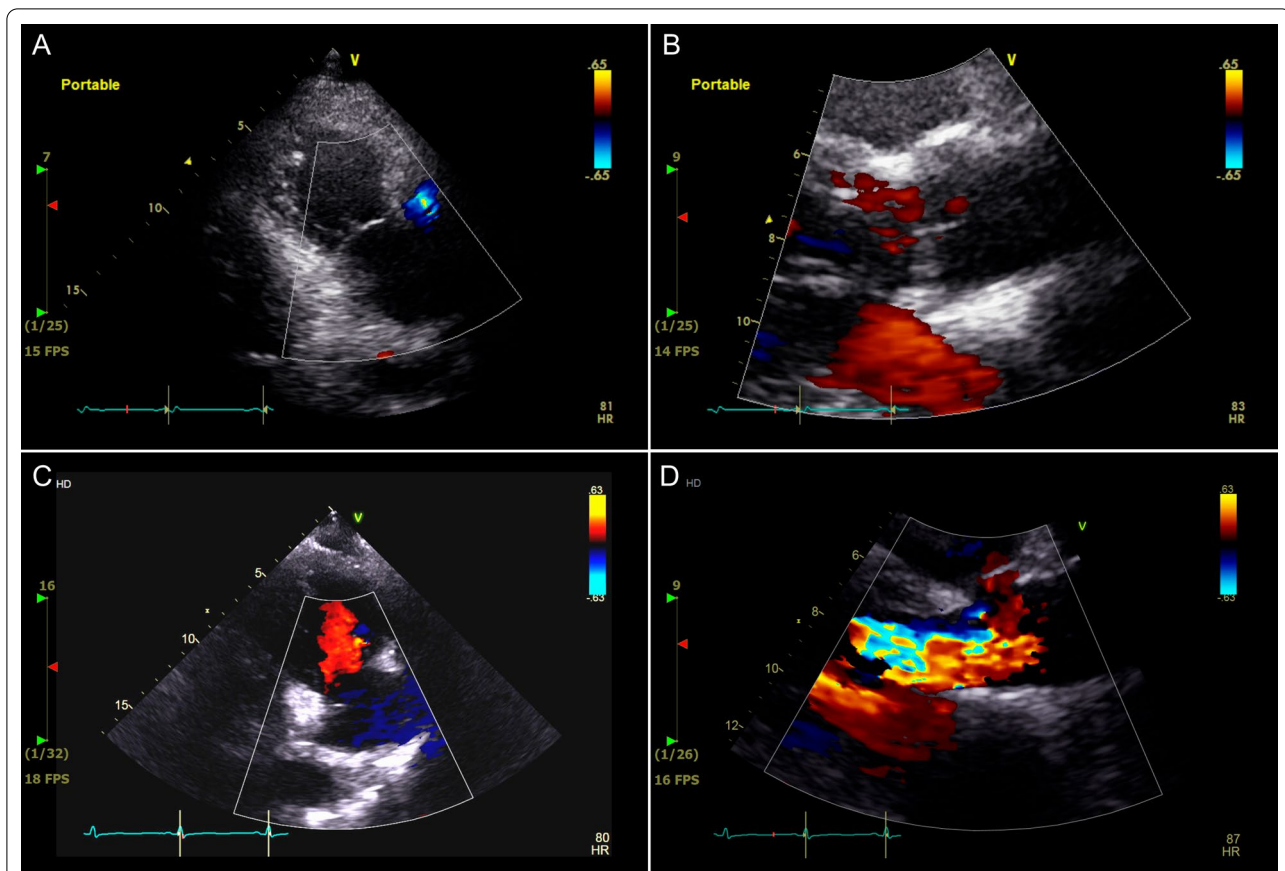 A
V
Portable
.65
-.65
5
10
15
7
(1/25)
15 FPS
81
HR
B
V
Portable
.65
-.65
6
8
10
9
(1/25)
14 FPS
83
HR
C
HD
V
.63
-.63
5
10
15
16
(1/32)
18 FPS
80
HR
D
HD
V
.63
-.63
6
8
10
12
9
(1/26)
16 FPS
87
HR